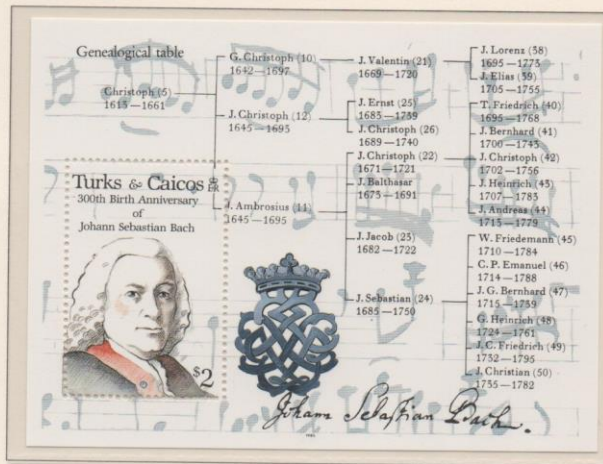 Genealogical table
Christoph (5)
1613—1661
G. Christoph (10)
1642—1697
J. Christoph (12)
1645—1693
J. Ambrosius (11)
1645—1695
J. Valentin (21)
1669—1720
J. Ernst (25)
1683—1739
J. Christoph (26)
1689—1740
J. Christoph (22)
1671—1721
J. Balthasar
1673—1691
J. Jacob (23)
1682—1722
J. Sebastian (24)
1685—1750
J. Lorenz (38)
1695—1773
J. Elias (39)
1705—1755
T. Friedrich (40)
1695—1768
J. Bernhard (41)
1700—1743
J. Christoph (42)
1702—1756
J. Heinrich (43)
1707—1783
J. Andreas (44)
1713—1779
W. Friedemann (45)
1710—1784
C. P. Emanuel (46)
1714—1788
J. G. Bernhard (47)
1715—1739
G. Heinrich (48)
1724—1761
J. C. Friedrich (49)
1732—1795
J. Christian (50)
1735—1782
Turks & Caicos
300th Birth Anniversary
of
Johann Sebastian Bach
$2
Johann Sebastian Bach.